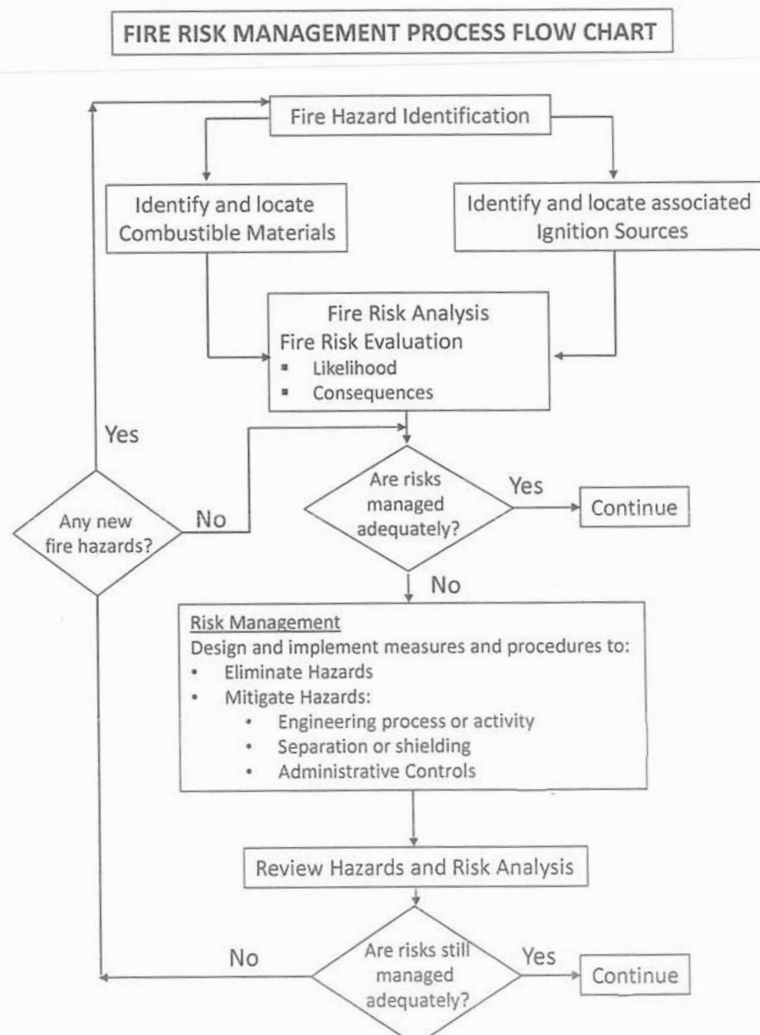 FIRE RISK MANAGEMENT PROCESS FLOW CHART
Fire Hazard Identification
Identify and locate
Combustible Materials
Identify and locate associated
Ignition Sources
Fire Risk Analysis
Fire Risk Evaluation
▪ Likelihood
▪ Consequences
Yes
Any new
fire hazards?
No
Are risks
managed
adequately?
Yes
Continue
No
Risk Management
Design and implement measures and procedures to:
• Eliminate Hazards
• Mitigate Hazards:
• Engineering process or activity
• Separation or shielding
• Administrative Controls
Review Hazards and Risk Analysis
No
Are risks still
managed
adequately?
Yes
Continue